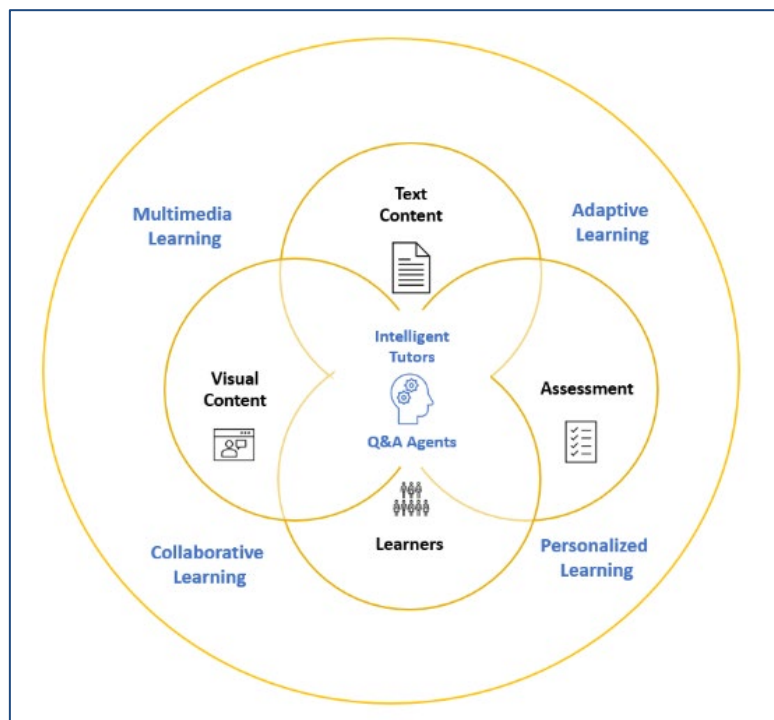 Text
Content
Multimedia
Learning
Adaptive
Learning
Intelligent
Tutors
Visual
Content
Assessment
Q&A Agents
Learners
Collaborative
Learning
Personalized
Learning